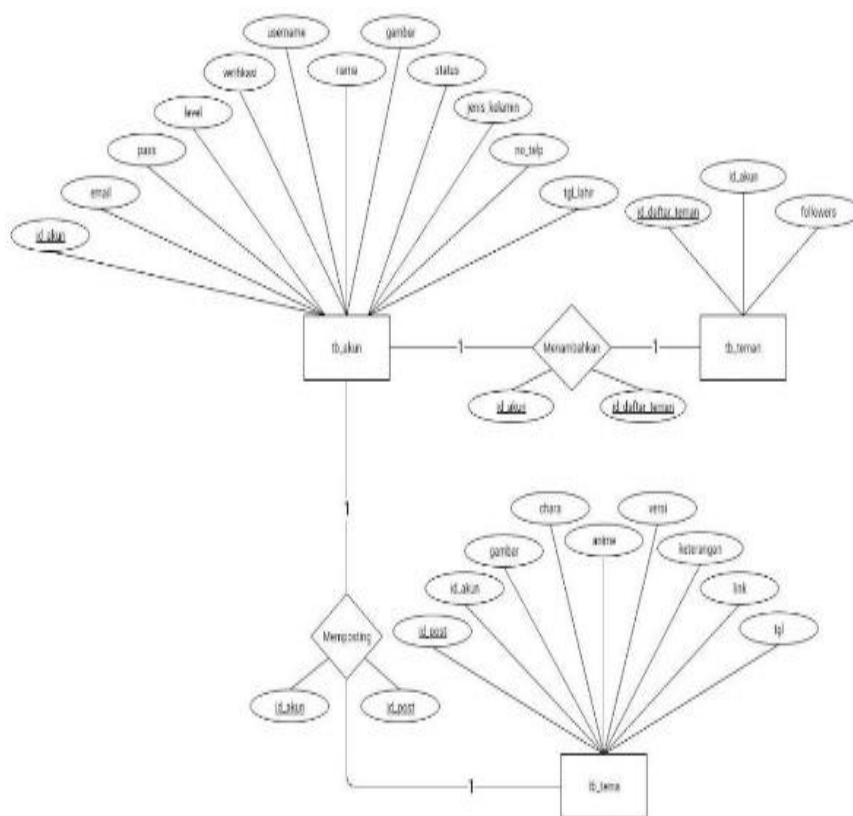 username
gambar
verifikasi
nama
status
level
jenis_kelamin
pass
no_telp
email
tgl_lahir
id_akun
id_akun
id_daftar_teman
followers
tb_akun
1
Menambahkan
1
tb_teman
id_akun
id_daftar_teman
1
chara
versi
anime
gambar
keterangan
id_akun
link
id_post
tgl
Memposting
id_akun
id_post
1
tb_tema